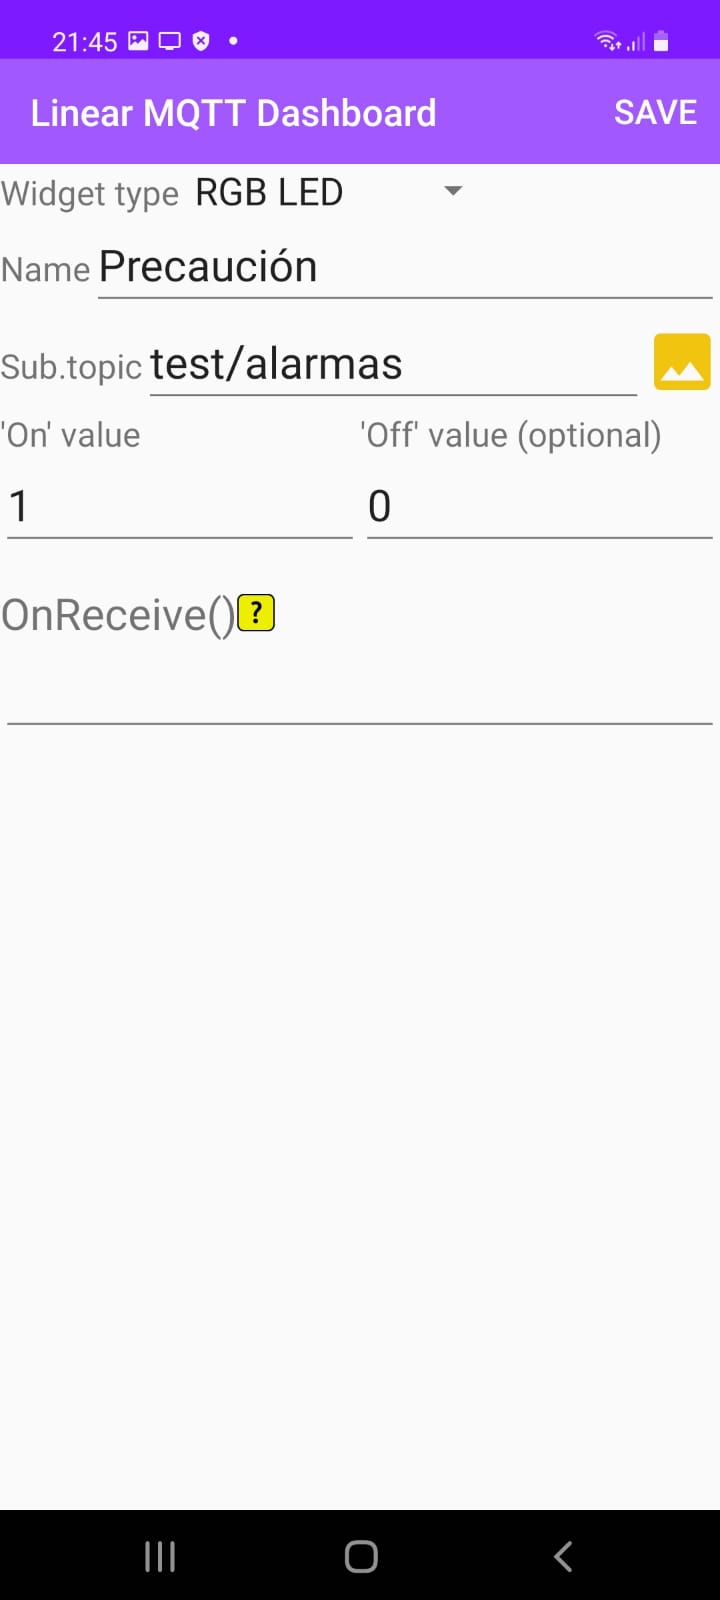 21:45
Linear MQTT Dashboard SAVE
Widget type RGB LED
Name Precaución
Sub.topic test/alarmas
'On' value 'Off' value (optional)
1 0
OnReceive() ?